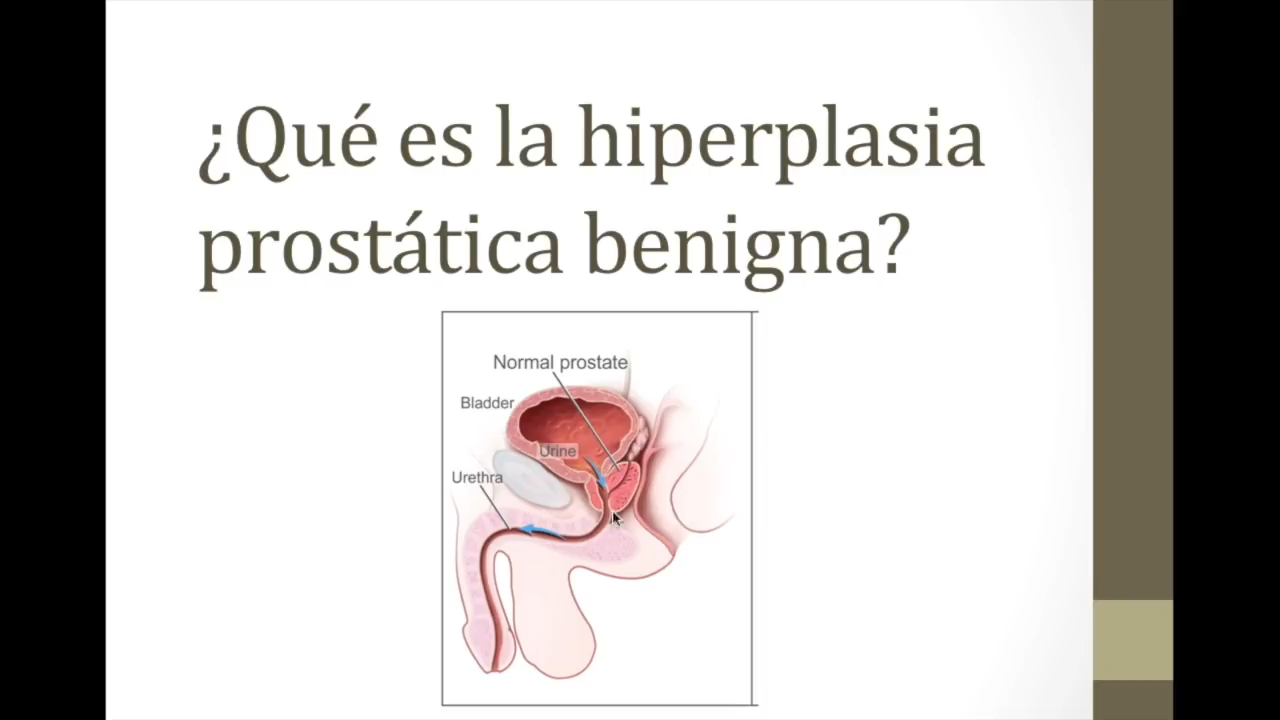 ¿Qué es la hiperplasia
prostática benigna?
Normal prostate
Bladder
Urine
Urethra